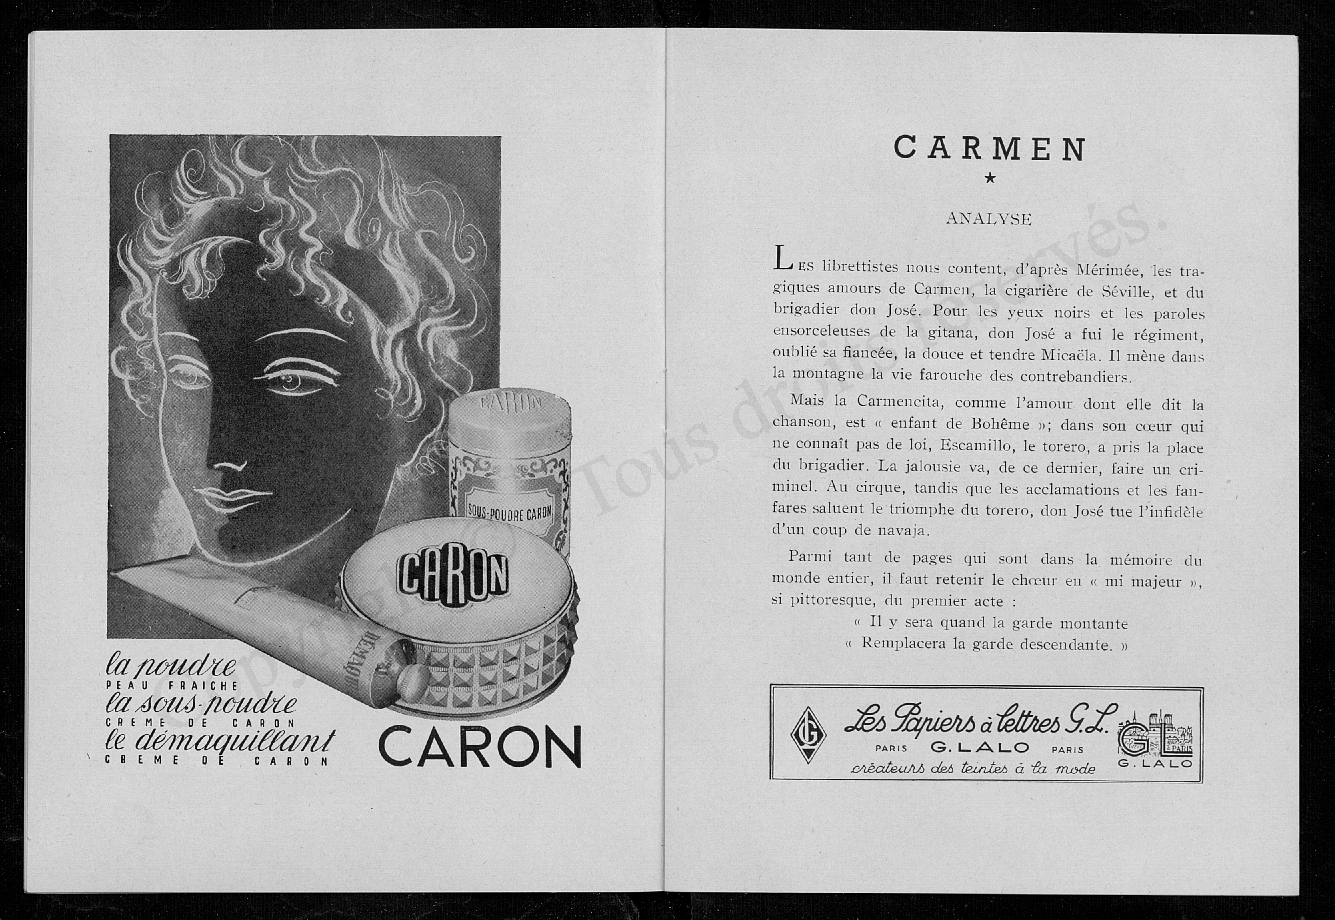 CARON
SOUS-POUDRE CARON
CARON
la poudre
PEAU FRAICHE
la sous-poudre
CREME DE CARON
le démaquillant
CREME DE CARON
CARON
CARMEN
ANALYSE
LES librettistes nous content, d'après Mérimée, les tra-
giques amours de Carmen, la cigarière de Séville, et du
brigadier don José. Pour les yeux noirs et les paroles
ensorceleuses de la gitana, don José a fui le régiment,
oublié sa fiancée, la douce et tendre Micaëla. Il mène dans
la montagne la vie farouche des contrebandiers.
Mais la Carmencita, comme l'amour dont elle dit la
chanson, est « enfant de Bohême »; dans son cœur qui
ne connaît pas de loi, Escamillo, le torero, a pris la place
du brigadier. La jalousie va, de ce dernier, faire un cri-
minel. Au cirque, tandis que les acclamations et les fan-
fares saluent le triomphe du torero, don José tue l'infidèle
d'un coup de navaja.
Parmi tant de pages qui sont dans la mémoire du
monde entier, il faut retenir le chœur en « mi majeur »,
si pittoresque, du premier acte :
« Il y sera quand la garde montante
« Remplacera la garde descendante. »
Les Papiers à lettres G.L.
PARIS G. LALO PARIS
créateurs des teintes à la mode
GL
PARIS
G. LALO
Tous droits réservés.